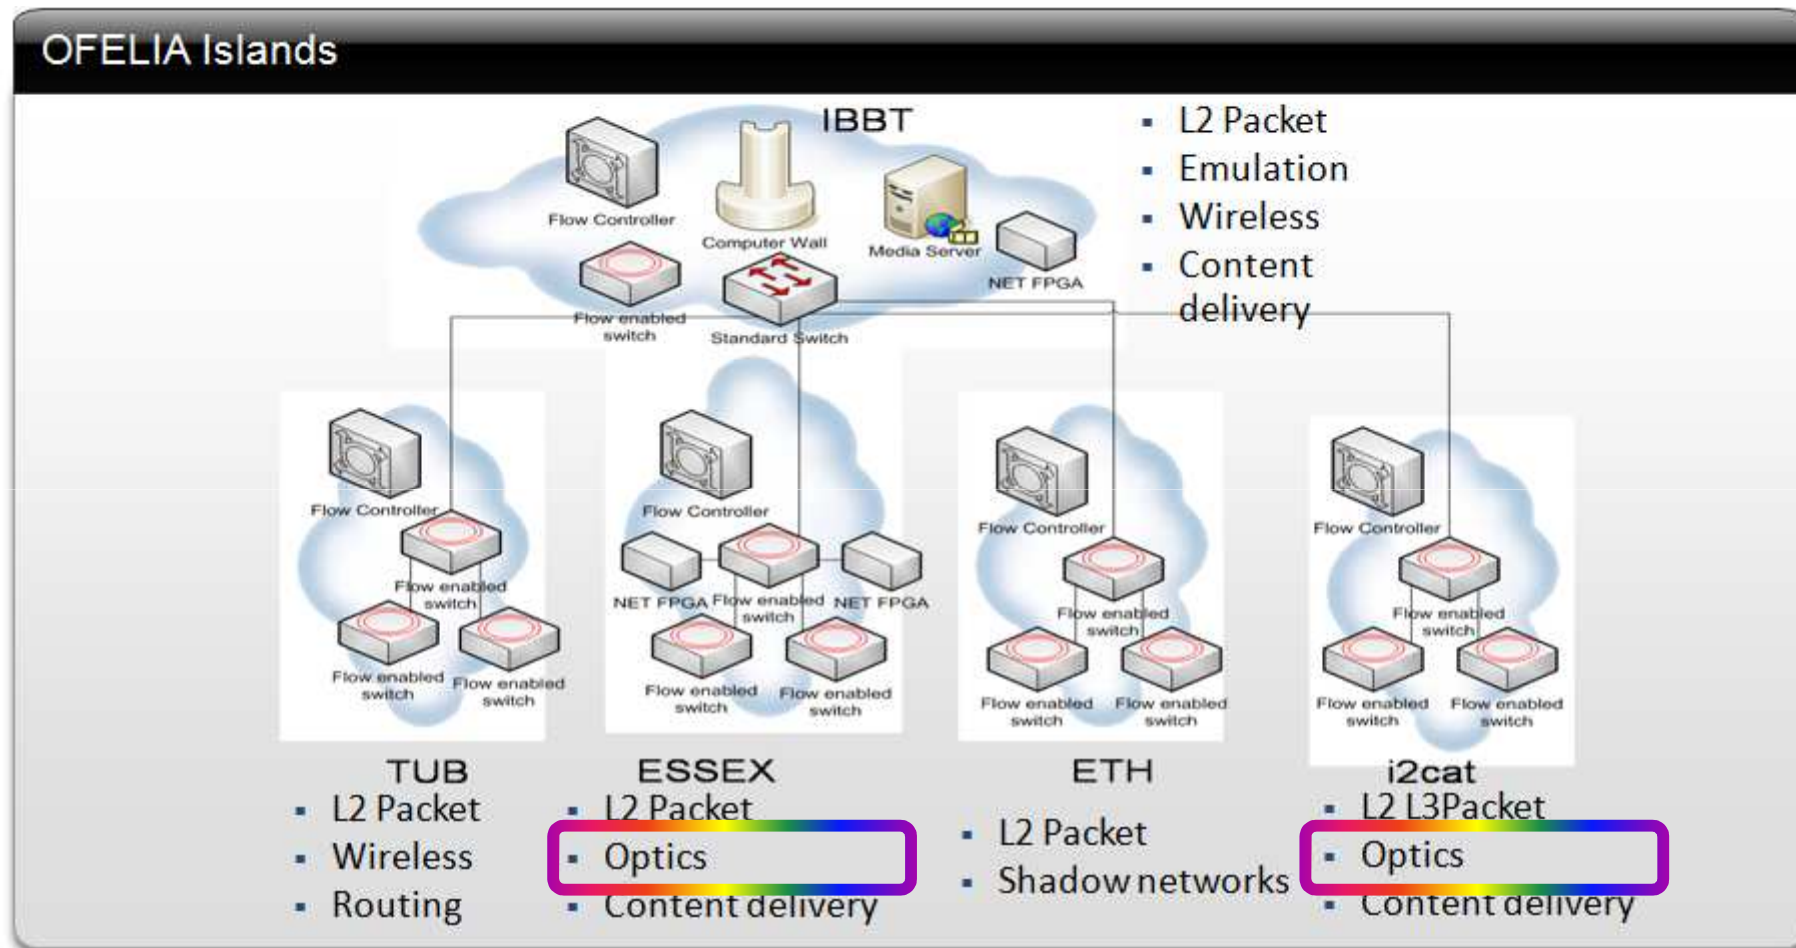 OFELIA Islands
IBBT
Flow Controller
Computer Wall
Media Server
NET FPGA
Flow enabled
switch
Standard Switch
▪ L2 Packet
▪ Emulation
▪ Wireless
▪ Content
delivery
Flow Controller
Flow enabled
switch
Flow enabled
switch
Flow enabled
switch
TUB
▪ L2 Packet
▪ Wireless
▪ Routing
Flow Controller
NET FPGA
Flow enabled
switch
NET FPGA
Flow enabled
switch
Flow enabled
switch
ESSEX
▪ L2 Packet
▪ Optics
▪ Content delivery
Flow Controller
Flow enabled
switch
Flow enabled
switch
Flow enabled
switch
ETH
▪ L2 Packet
▪ Shadow networks
Flow Controller
Flow enabled
switch
Flow enabled
switch
Flow enabled
switch
i2cat
▪ L2 L3Packet
▪ Optics
▪ Content delivery